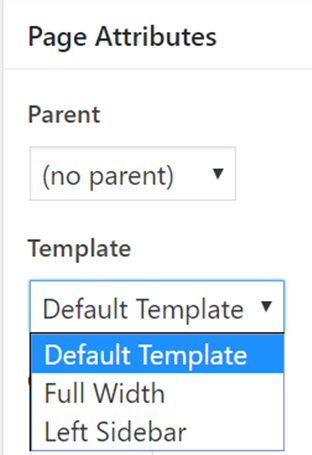 Page Attributes
Parent
(no parent)
Template
Default Template
Default Template
Full Width
Left Sidebar